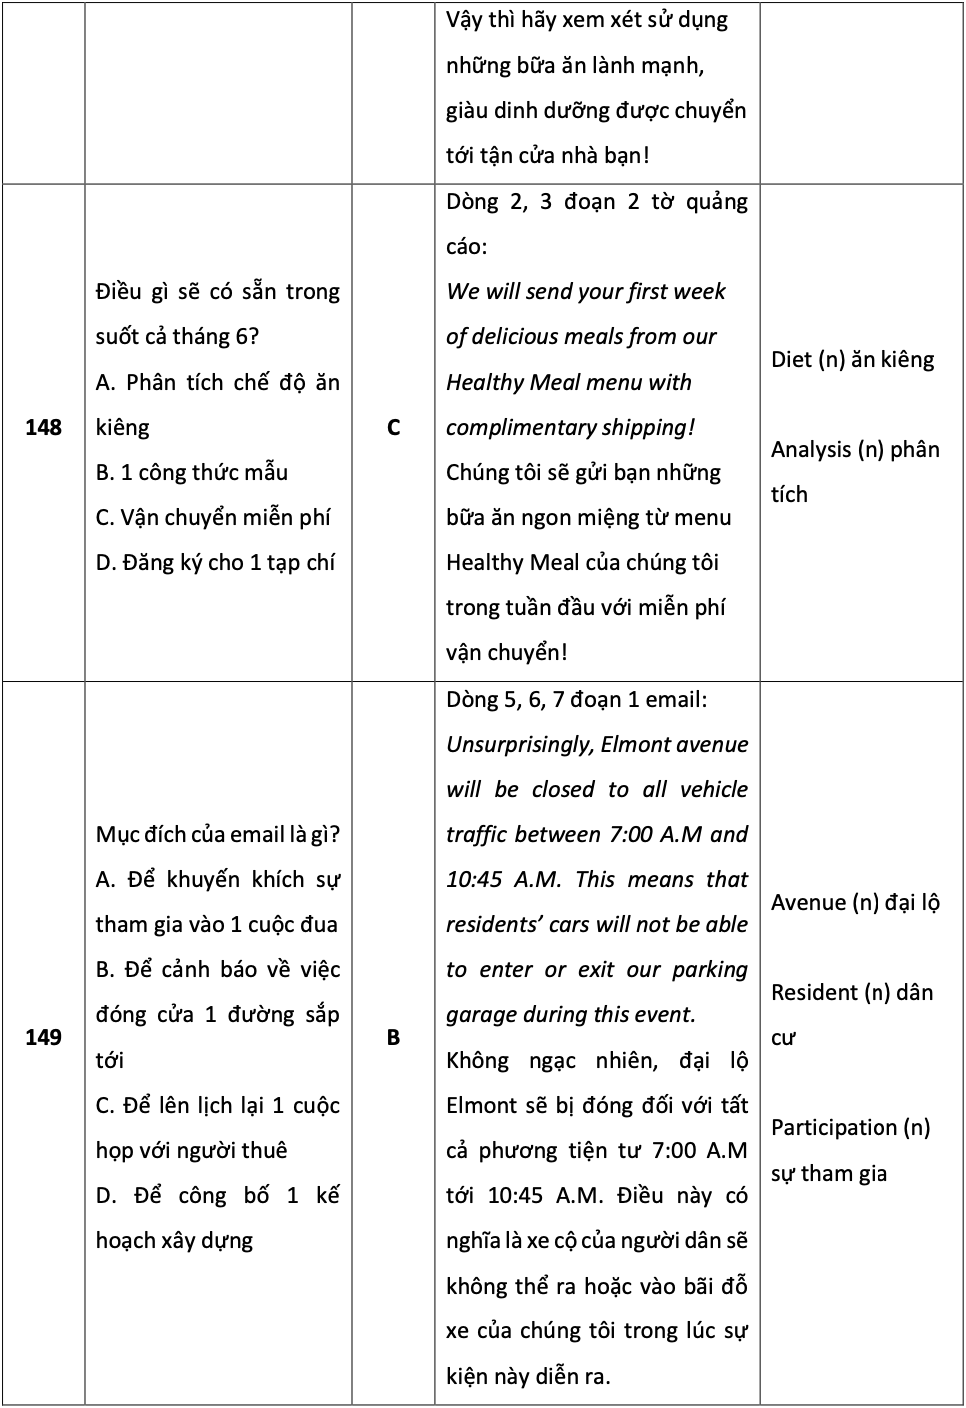 Vậy thì hãy xem xét sử dụng
những bữa ăn lành mạnh,
giàu dinh dưỡng được chuyển
tới tận cửa nhà bạn!
148
Điều gì sẽ có sẵn trong
suốt cả tháng 6?
A. Phân tích chế độ ăn
kiêng
B. 1 công thức mẫu
C. Vận chuyển miễn phí
D. Đăng ký cho 1 tạp chí
C
Dòng 2, 3 đoạn 2 tờ quảng
cáo:
We will send your first week
of delicious meals from our
Healthy Meal menu with
complimentary shipping!
Chúng tôi sẽ gửi bạn những
bữa ăn ngon miệng từ menu
Healthy Meal của chúng tôi
trong tuần đầu với miễn phí
vận chuyển!
Diet (n) ăn kiêng
Analysis (n) phân
tích
149
Mục đích của email là gì?
A. Để khuyến khích sự
tham gia vào 1 cuộc đua
B. Để cảnh báo về việc
đóng cửa 1 đường sắp
tới
C. Để lên lịch lại 1 cuộc
họp với người thuê
D. Để công bố 1 kế
hoạch xây dựng
B
Dòng 5, 6, 7 đoạn 1 email:
Unsurprisingly, Elmont avenue
will be closed to all vehicle
traffic between 7:00 A.M and
10:45 A.M. This means that
residents’ cars will not be able
to enter or exit our parking
garage during this event.
Không ngạc nhiên, đại lộ
Elmont sẽ bị đóng đối với tất
cả phương tiện tư 7:00 A.M
tới 10:45 A.M. Điều này có
nghĩa là xe cộ của người dân sẽ
không thể ra hoặc vào bãi đỗ
xe của chúng tôi trong lúc sự
kiện này diễn ra.
Avenue (n) đại lộ
Resident (n) dân
cư
Participation (n)
sự tham gia